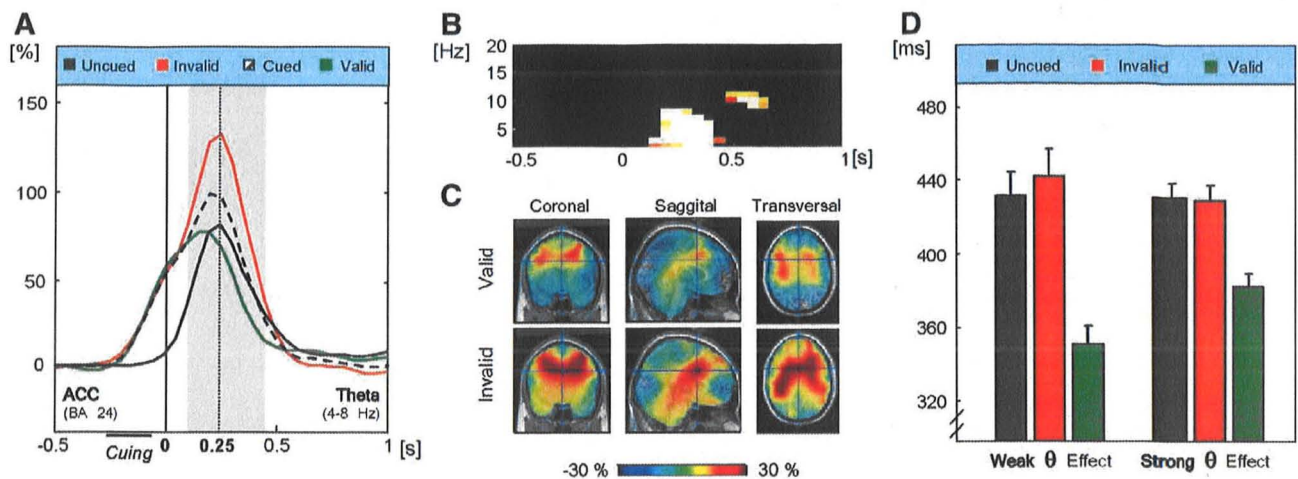 A
[%]
Uncued Invalid Cued Valid
150
100
50
0
ACC
(BA 24)
Theta
(4-8 Hz)
-0.5 0 0.25 0.5 1 [s]
Cuing
B
[Hz]
20
15
10
5
-0.5 0 0.5 1 [s]
C
Coronal Saggital Transversal
Valid
Invalid
-30 % 30 %
D
[ms]
Uncued Invalid Valid
480
440
400
360
320
Weak θ Effect Strong θ Effect